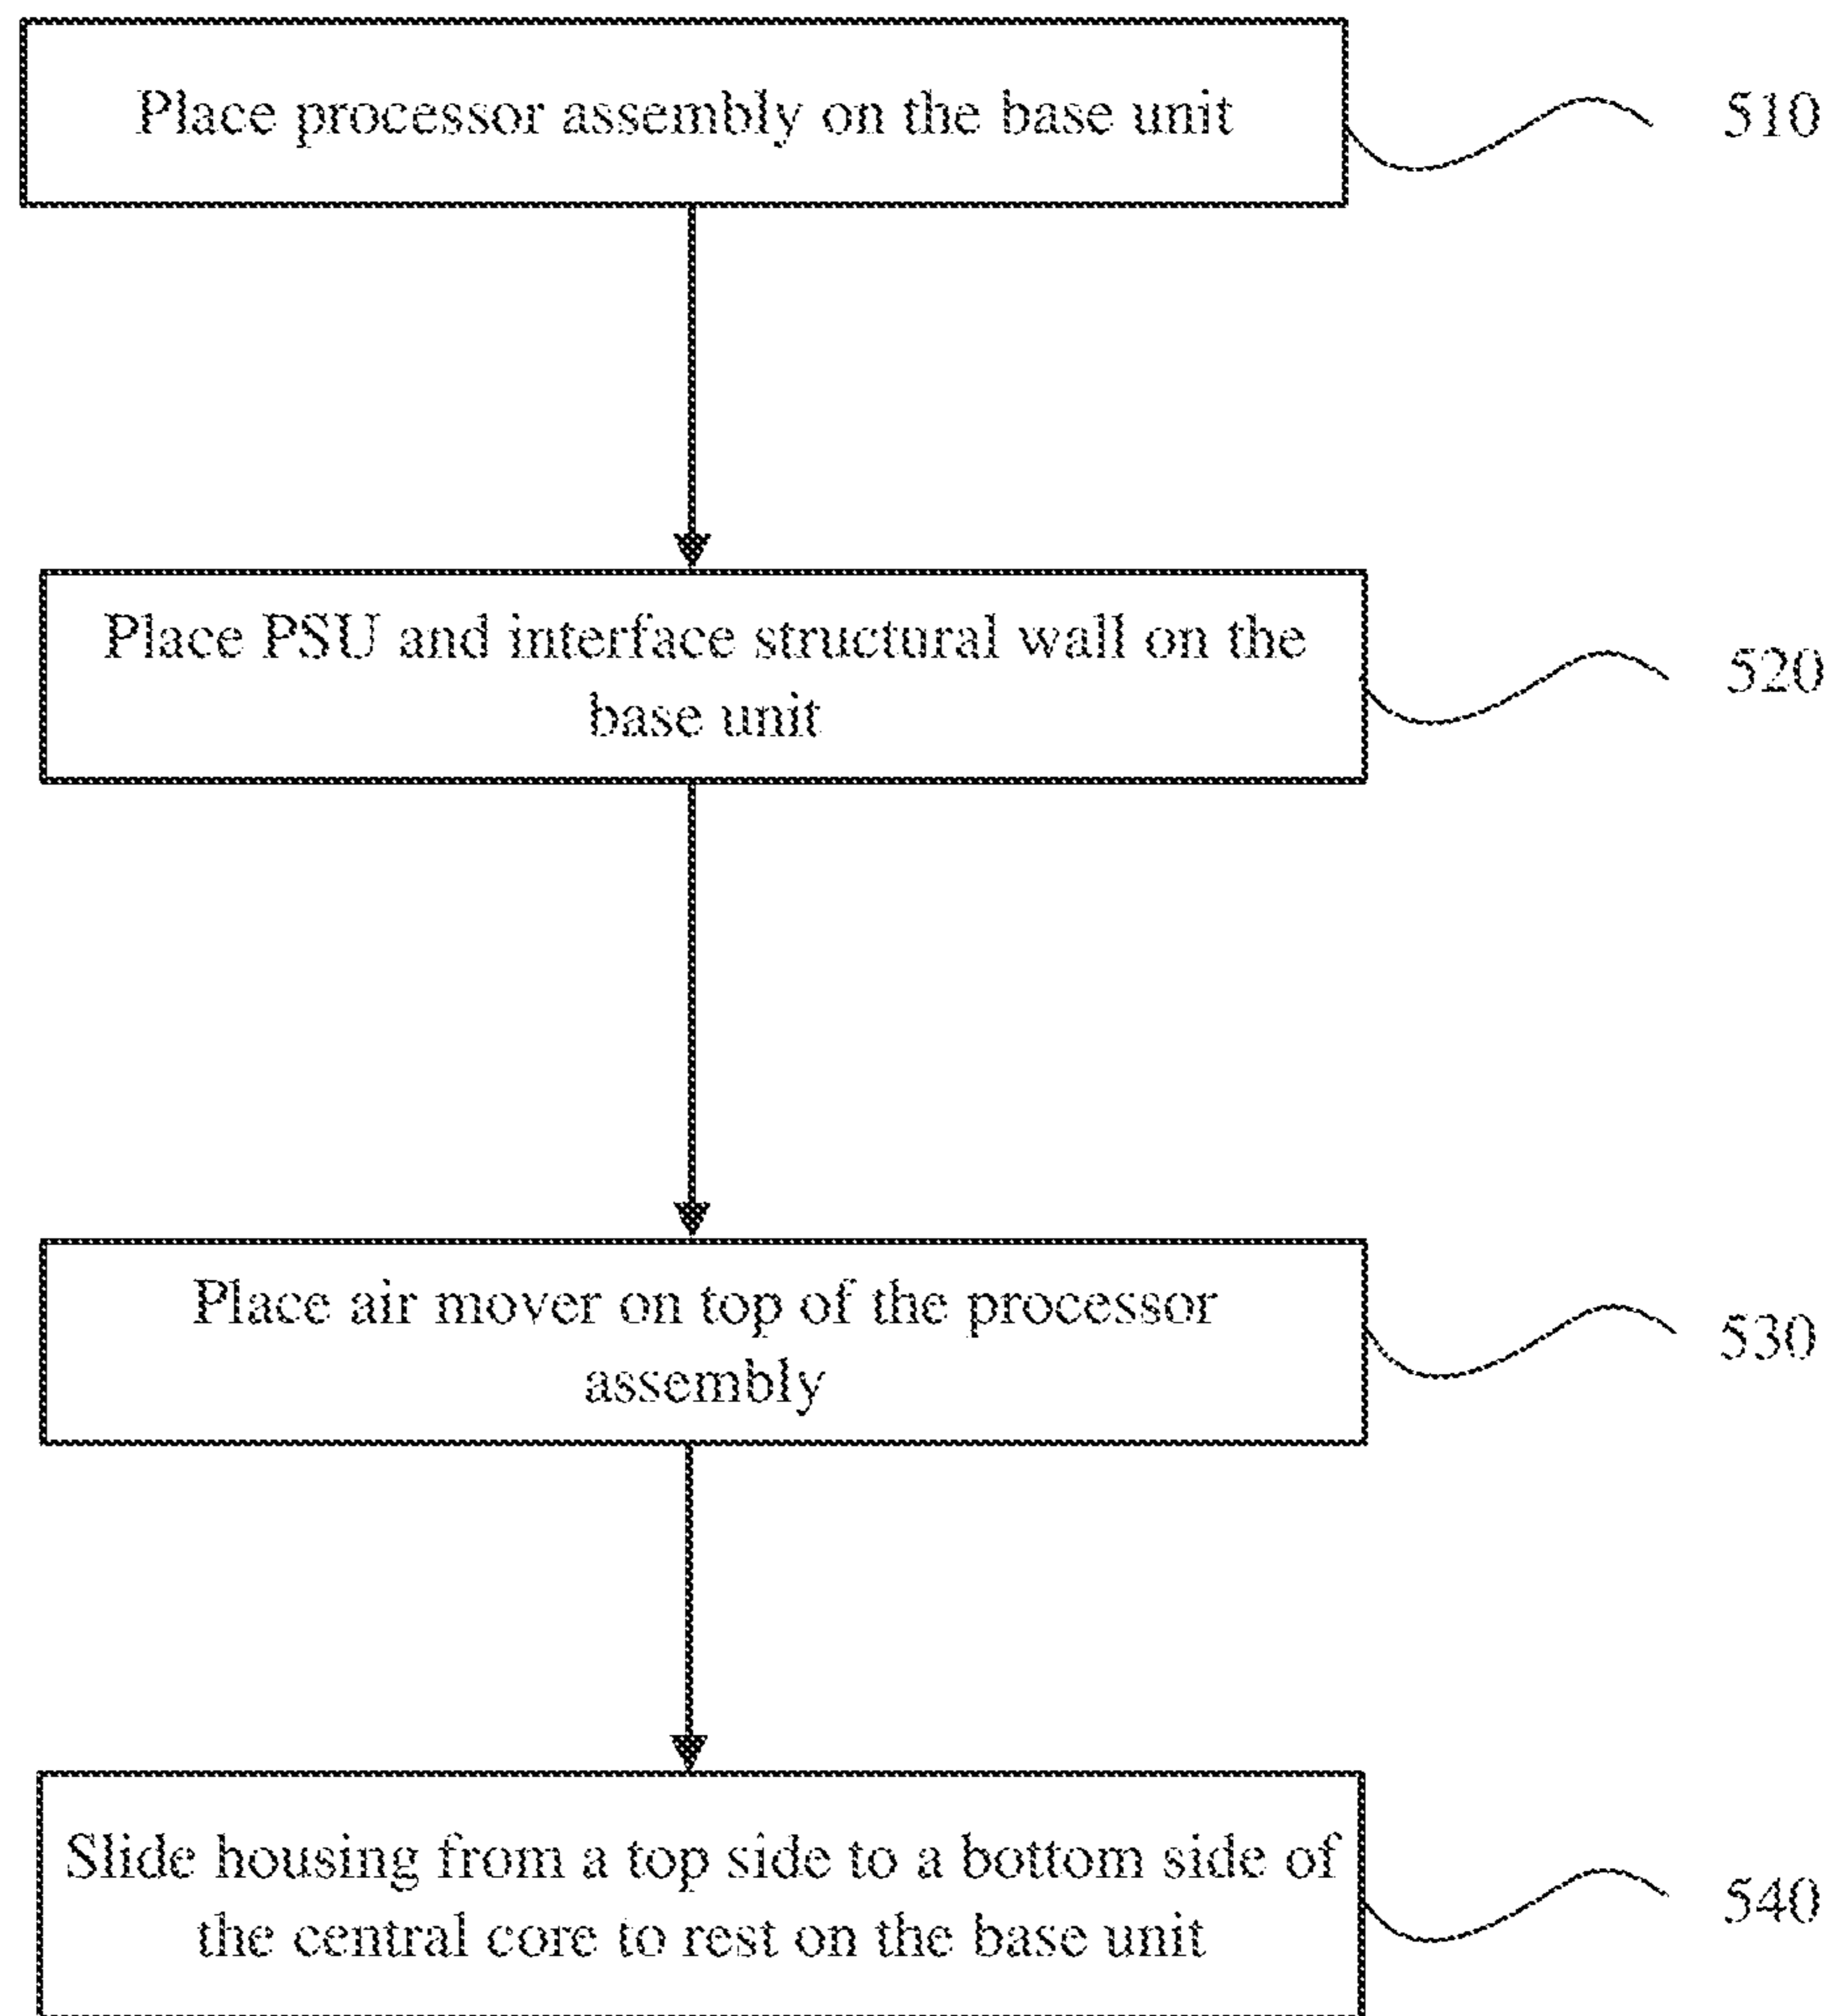 Place processor assembly on the base unit
510
Place PSU and interface structural wall on the
base unit
520
Place air mover on top of the processor
assembly
530
Slide housing from a top side to a bottom side of
the central core to rest on the base unit
540